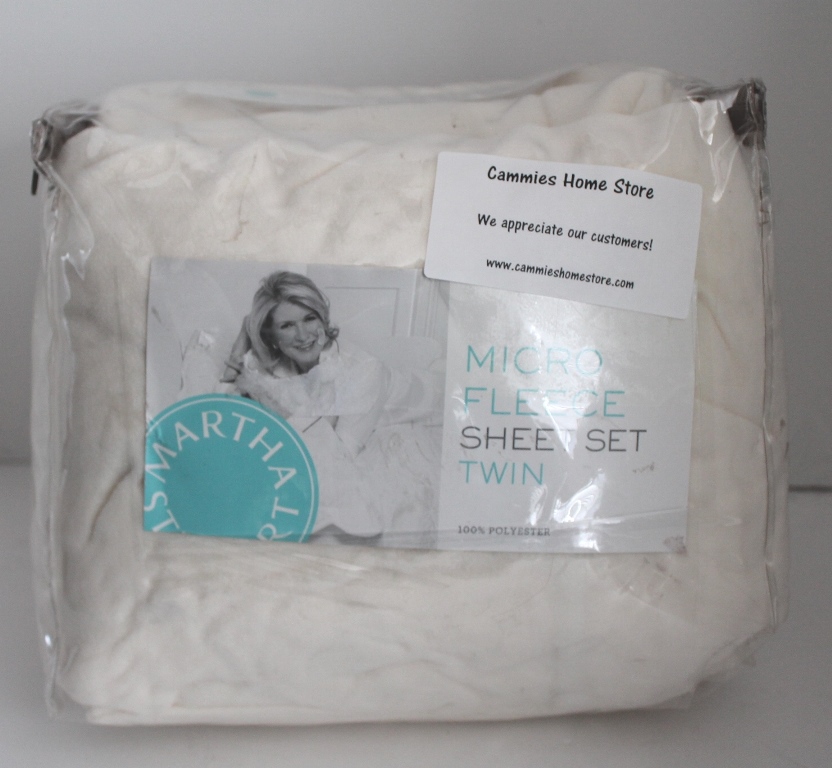 Cammies Home Store
We appreciate our customers!
www.cammieshomestore.com
MARTHA
MICRO
FLEECE
SHEET SET
TWIN
100% POLYESTER